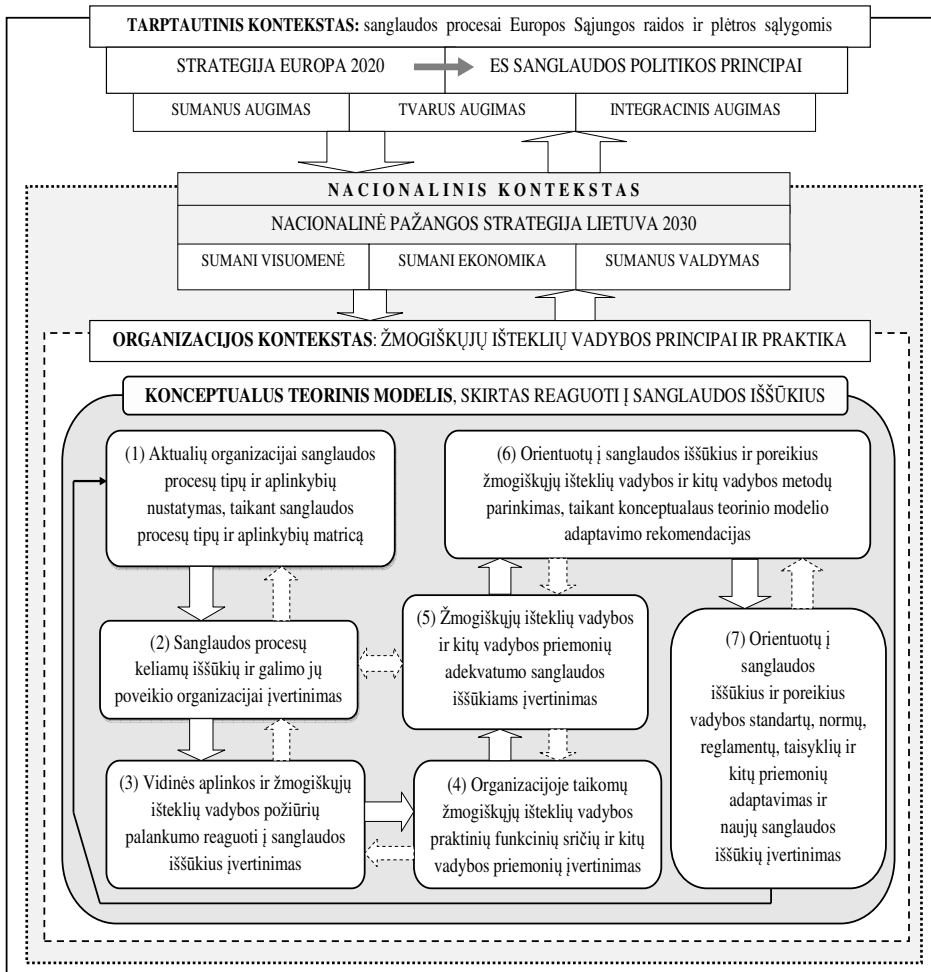 TARPTAUTINIS KONTEKSTAS: sanglaudos procesai Europos Sąjungos raidos ir plėtros sąlygomis
STRATEGIJA EUROPA 2020
ES SANGLAUDOS POLITIKOS PRINCIPAI
SUMANUS AUGIMAS
TVARUS AUGIMAS
INTEGRACINIS AUGIMAS
NACIONALINIS KONTEKSTAS
NACIONALINĖ PAŽANGOS STRATEGIJA LIETUVA 2030
SUMANI VISUOMENĖ
SUMANI EKONOMIKA
SUMANUS VALDYMAS
ORGANIZACIJOS KONTEKSTAS: ŽMOGIŠKŲJŲ IŠTEKLIŲ VADYBOS PRINCIPAI IR PRAKTIKA
KONCEPTUALUS TEORINIS MODELIS, SKIRTAS REAGUOTI Į SANGLAUDOS IŠŠŪKIUS
(1) Aktualių organizacijai sanglaudos
procesų tipų ir aplinkybių
nustatymas, taikant sanglaudos
procesų tipų ir aplinkybių matricą
(2) Sanglaudos procesų
keliamų iššūkių ir galimo jų
poveikio organizacijai įvertinimas
(3) Vidinės aplinkos ir žmogiškųjų
išteklių vadybos požiūrių
palankumo reaguoti į sanglaudos
iššūkius įvertinimas
(4) Organizacijoje taikomų
žmogiškųjų išteklių vadybos
praktinių funkcinių sričių ir kitų
vadybos priemonių įvertinimas
(5) Žmogiškųjų išteklių vadybos
ir kitų vadybos priemonių
adekvatumo sanglaudos
iššūkiams įvertinimas
(6) Orientuotų į sanglaudos iššūkius ir poreikius
žmogiškųjų išteklių vadybos ir kitų vadybos metodų
parinkimas, taikant konceptualaus teorinio modelio
adaptavimo rekomendacijas
(7) Orientuotų į
sanglaudos
iššūkius ir poreikius
vadybos standartų, normų,
reglamentų, taisyklių ir
kitų priemonių
adaptavimas ir
naujų sanglaudos
iššūkių įvertinimas